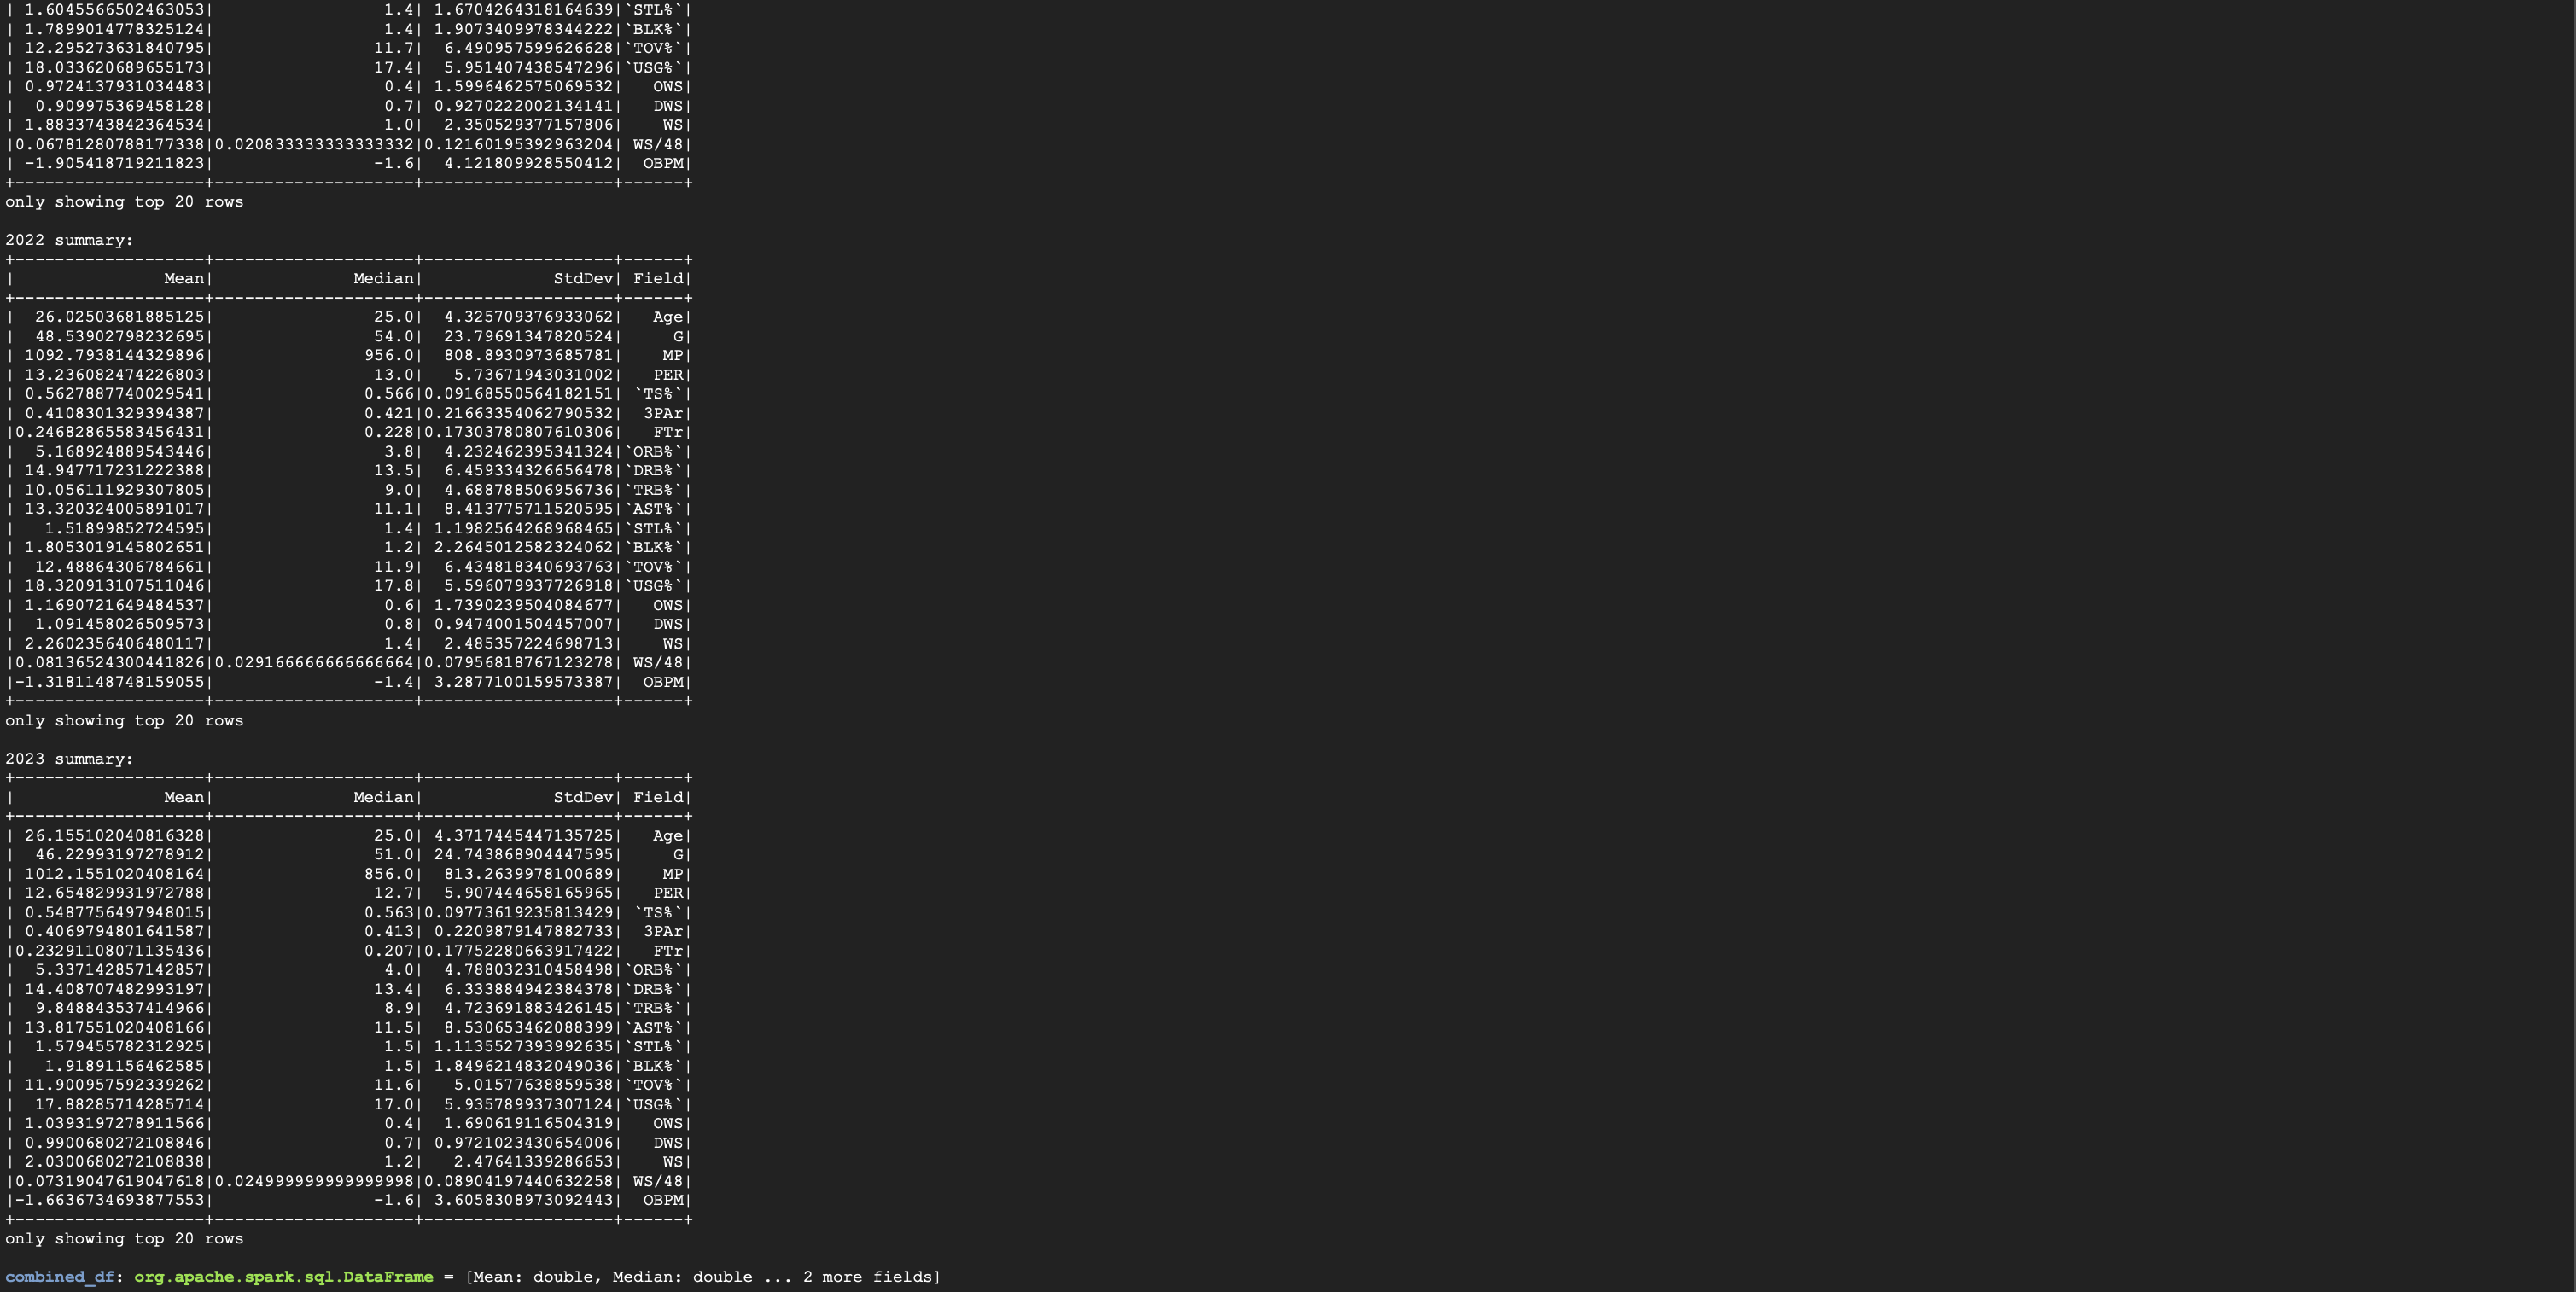 | 1.6045566502463053|                 1.4| 1.6704264318164639|`STL%`|
| 1.7899014778325124|                 1.4| 1.9073409978344222|`BLK%`|
| 12.295273631840795|                11.7|  6.490957599626628|`TOV%`|
| 18.033620689655173|                17.4|  5.951407438547296|`USG%`|
| 0.9724137931034483|                 0.4| 1.5996462575069532|   OWS|
|  0.909975369458128|                 0.7| 0.9270222002134141|   DWS|
| 1.8833743842364534|                 1.0|  2.350529377157806|    WS|
|0.06781280788177338|0.020833333333333332|0.12160195392963204| WS/48|
| -1.905418719211823|                -1.6|  4.121809928550412|  OBPM|
+-------------------+--------------------+-------------------+------+
only showing top 20 rows
2022 summary:
+-------------------+--------------------+-------------------+------+
|               Mean|              Median|             StdDev| Field|
+-------------------+--------------------+-------------------+------+
|  26.02503681885125|                25.0|  4.325709376933062|   Age|
|  48.53902798232695|                54.0|  23.79691347820524|     G|
| 1092.7938144329896|               956.0|  808.8930973685781|    MP|
| 13.236082474226803|                13.0|   5.73671943031002|   PER|
| 0.5627887740029541|               0.566|0.09168550564182151| `TS%`|
| 0.4108301329394387|               0.421|0.21663354062790532|  3PAr|
|0.24682865583456431|               0.228|0.17303780807610306|   FTr|
|  5.168924889543446|                 3.8|  4.232462395341324|`ORB%`|
| 14.947717231222388|                13.5|  6.459334326656478|`DRB%`|
| 10.056111929307805|                 9.0|  4.688788506956736|`TRB%`|
| 13.320324005891017|                11.1|  8.413775711520595|`AST%`|
|   1.51899852724595|                 1.4| 1.1982564268968465|`STL%`|
| 1.8053019145802651|                 1.2| 2.2645012582324062|`BLK%`|
|  12.48864306784661|                11.9|  6.434818340693763|`TOV%`|
| 18.320913107511046|                17.8|  5.596079937726918|`USG%`|
| 1.1690721649484537|                 0.6| 1.7390239504084677|   OWS|
|  1.091458026509573|                 0.8| 0.9474001504457007|   DWS|
| 2.2602356406480117|                 1.4|  2.485357224698713|    WS|
|0.08136524300441826|0.029166666666666664|0.07956818767123278| WS/48|
|-1.3181148748159055|                -1.4| 3.2877100159573387|  OBPM|
+-------------------+--------------------+-------------------+------+
only showing top 20 rows
2023 summary:
+-------------------+--------------------+-------------------+------+
|               Mean|              Median|             StdDev| Field|
+-------------------+--------------------+-------------------+------+
| 26.155102040816328|                25.0| 4.3717445447135725|   Age|
|  46.22993197278912|                51.0| 24.743868904447595|     G|
| 1012.1551020408164|               856.0|  813.2639978100689|    MP|
| 12.654829931972788|                12.7|  5.907444658165965|   PER|
| 0.5487756497948015|               0.563|0.09773619235813429| `TS%`|
| 0.4069794801641587|               0.413| 0.2209879147882733|  3PAr|
|0.23291108071135436|               0.207|0.17752280663917422|   FTr|
|  5.337142857142857|                 4.0|  4.788032310458498|`ORB%`|
| 14.408707482993197|                13.4|  6.333884942384378|`DRB%`|
|  9.848843537414966|                 8.9|  4.723691883426145|`TRB%`|
| 13.817551020408166|                11.5|  8.530653462088399|`AST%`|
|  1.579455782312925|                 1.5| 1.1135527393992635|`STL%`|
|   1.91891156462585|                 1.5| 1.8496214832049036|`BLK%`|
| 11.900957592339262|                11.6|   5.01577638859538|`TOV%`|
|  17.88285714285714|                17.0|  5.935789937307124|`USG%`|
| 1.0393197278911566|                 0.4|  1.690619116504319|   OWS|
| 0.9900680272108846|                 0.7| 0.9721023430654006|   DWS|
| 2.0300680272108838|                 1.2|   2.47641339286653|    WS|
|0.07319047619047618|0.024999999999999998|0.08904197440632258| WS/48|
|-1.6636734693877553|                -1.6| 3.6058308973092443|  OBPM|
+-------------------+--------------------+-------------------+------+
only showing top 20 rows
combined_df: org.apache.spark.sql.DataFrame = [Mean: double, Median: double ... 2 more fields]